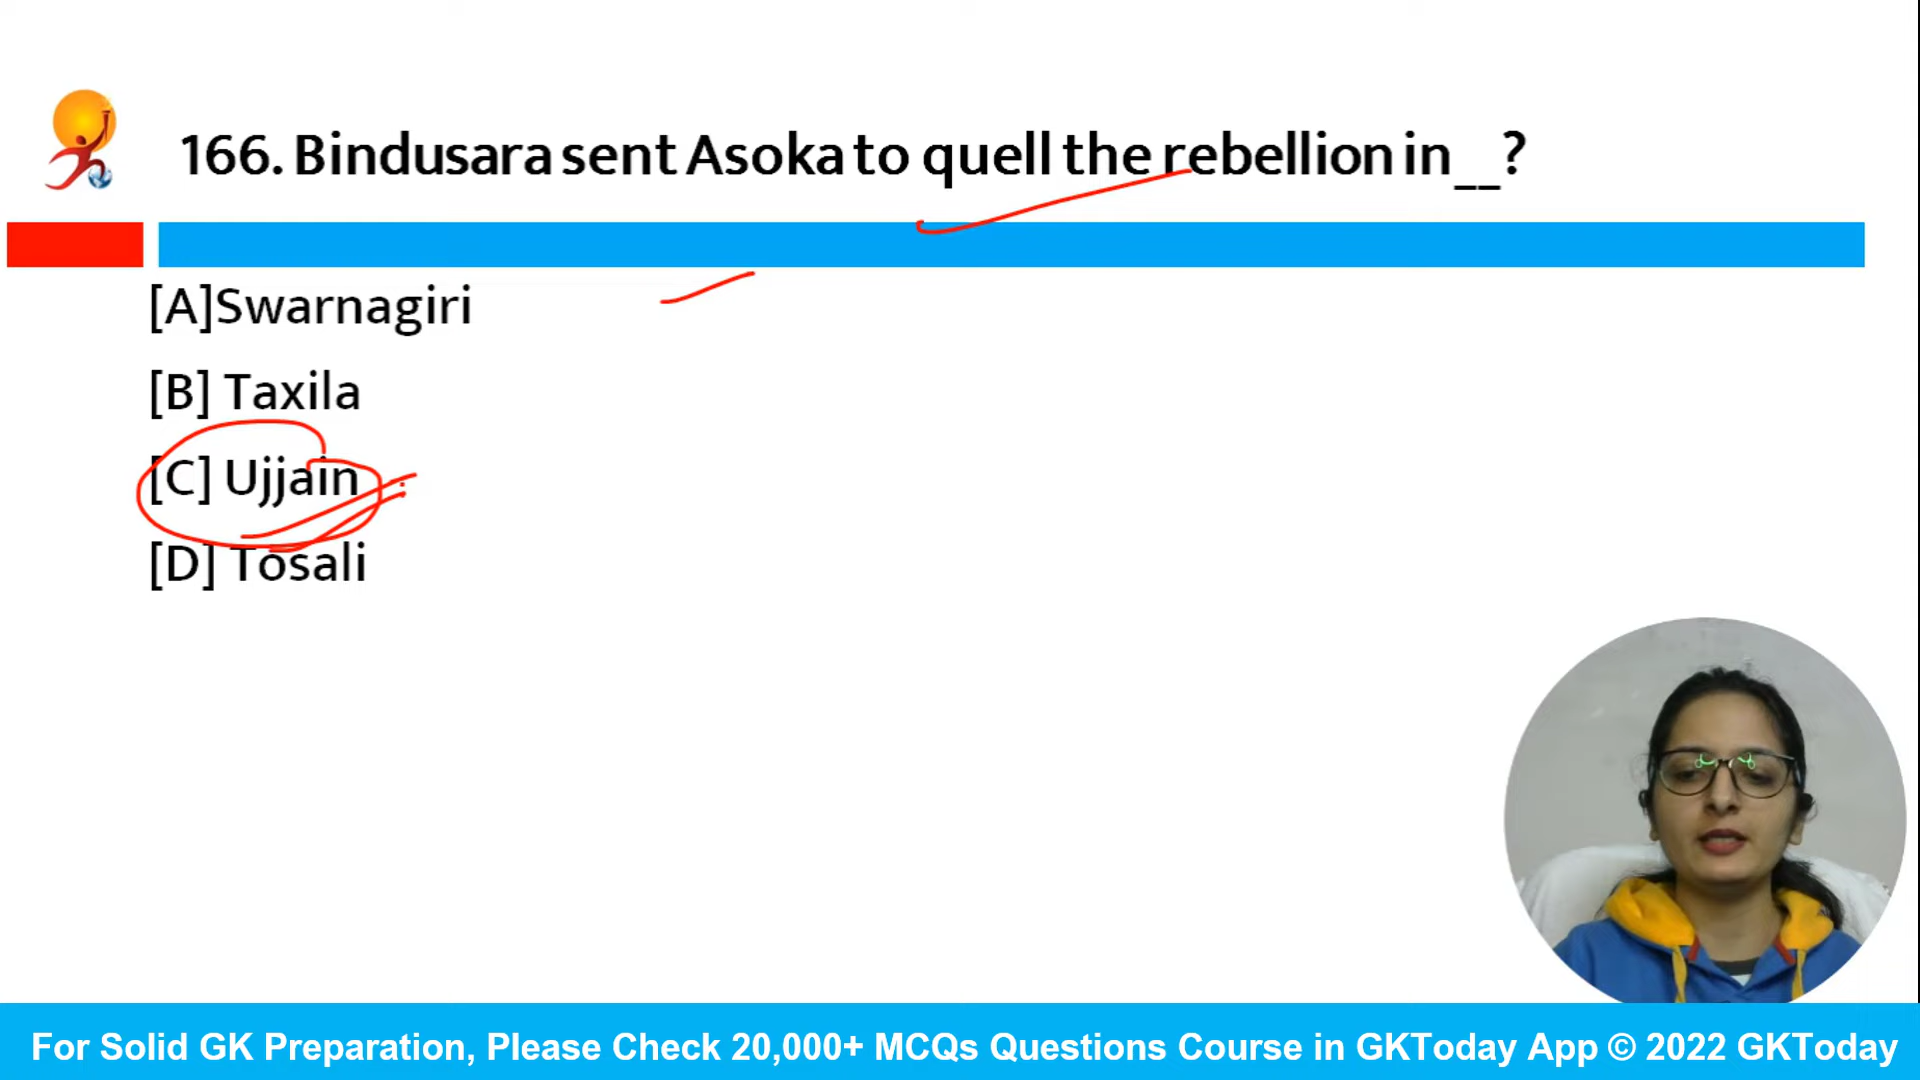 166. Bindusara sent Asoka to quell the rebellion in__?
[A]Swarnagiri
[B] Taxila
[C] Ujjain
[D] Tosali
For Solid GK Preparation, Please Check 20,000+ MCQs Questions Course in GKToday App © 2022 GKToday